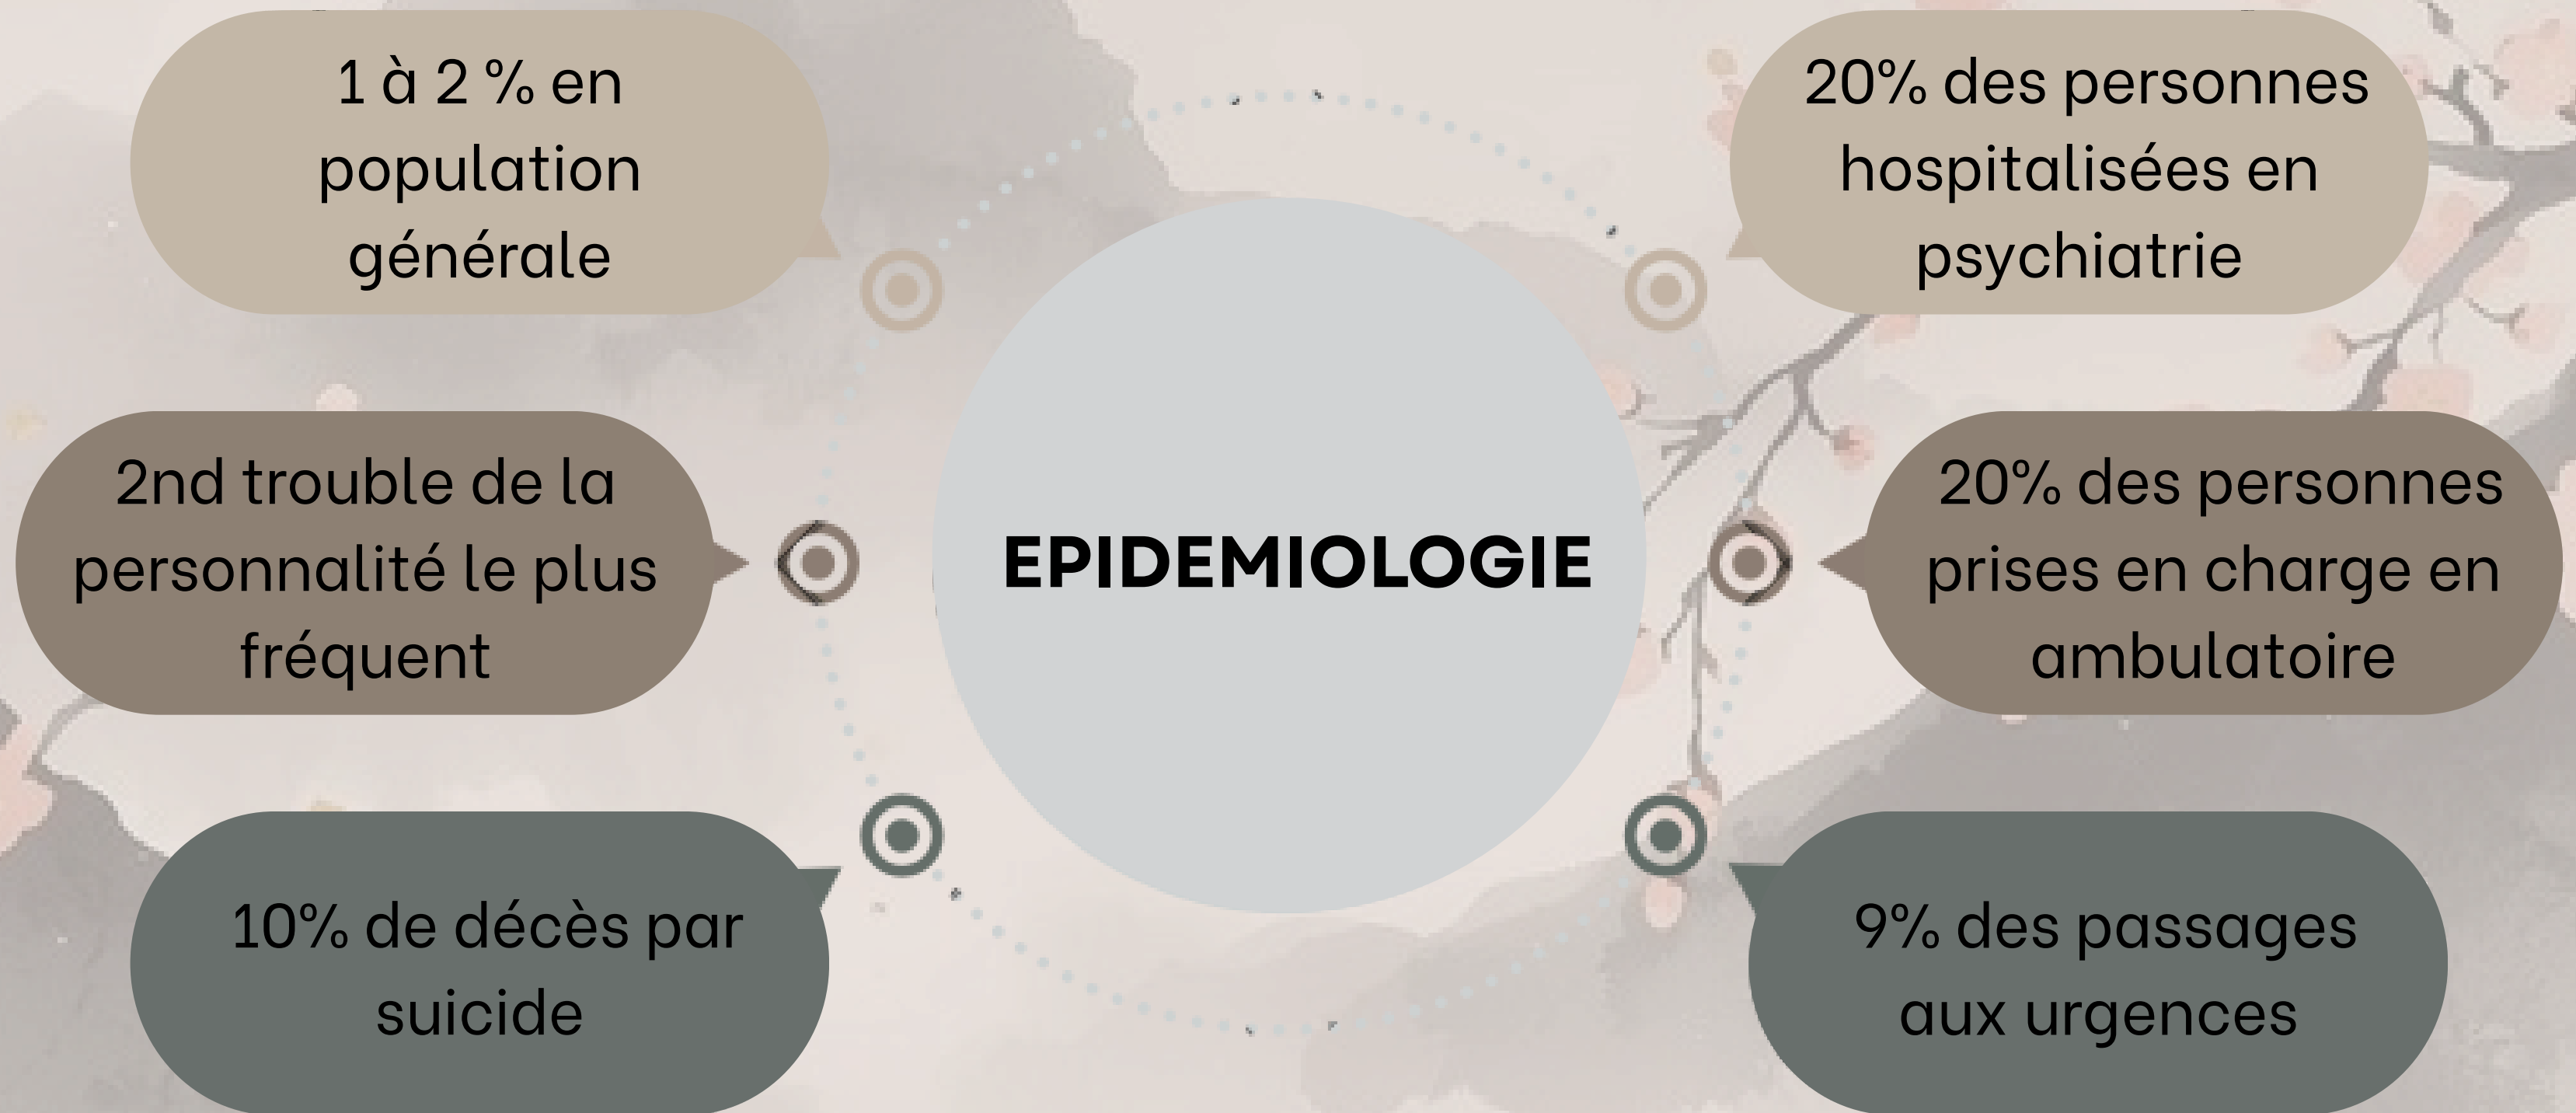 1 à 2 % en
population
générale
20% des personnes
hospitalisées en
psychiatrie
2nd trouble de la
personnalité le plus
fréquent
EPIDEMIOLOGIE
20% des personnes
prises en charge en
ambulatoire
10% de décès par
suicide
9% des passages
aux urgences